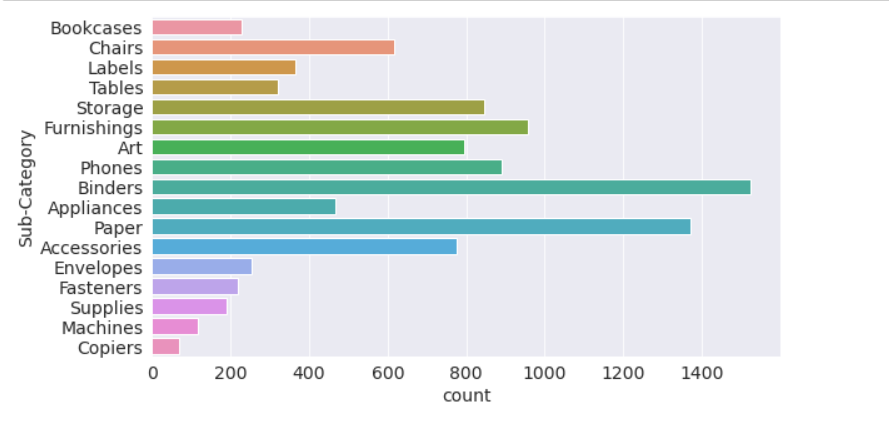 Sub-Category
Bookcases
Chairs
Labels
Tables
Storage
Furnishings
Art
Phones
Binders
Appliances
Paper
Accessories
Envelopes
Fasteners
Supplies
Machines
Copiers
0 200 400 600 800 1000 1200 1400
count